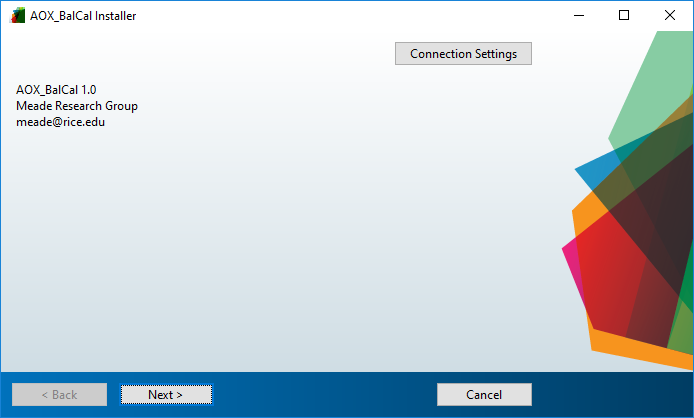 AOX_BalCal Installer
Connection Settings
AOX_BalCal 1.0
Meade Research Group
meade@rice.edu
< Back
Next >
Cancel